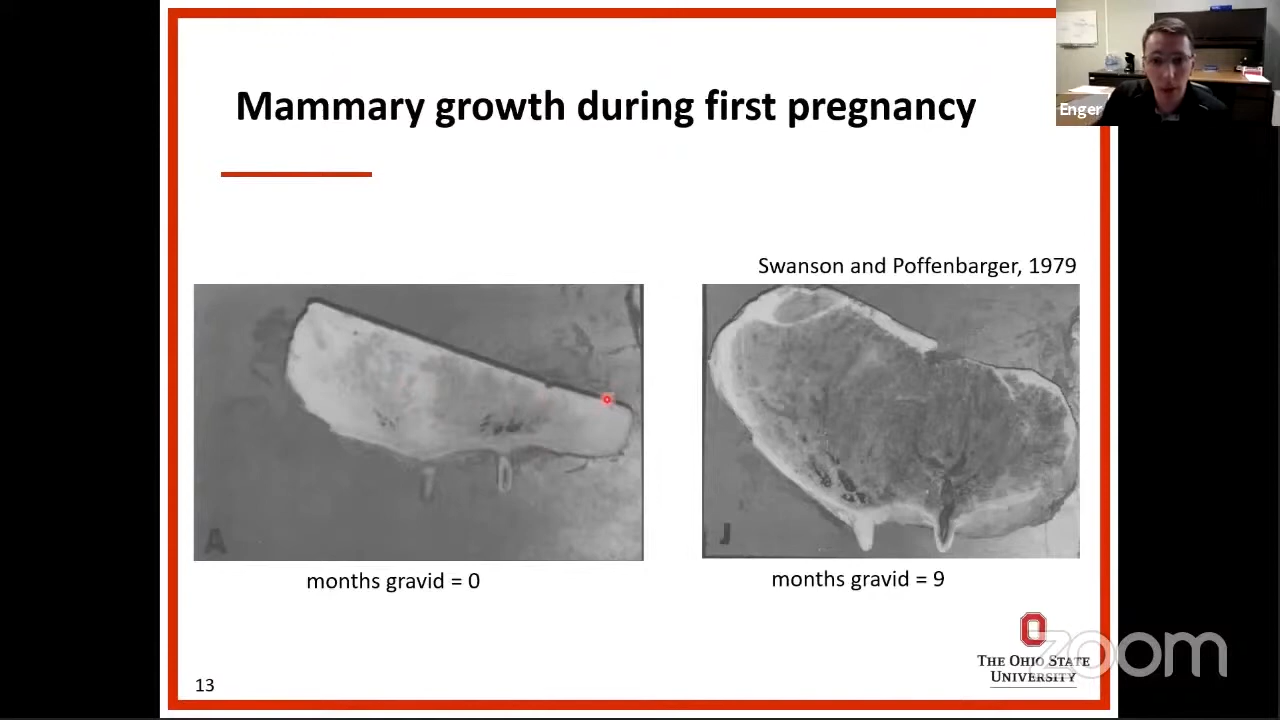 Mammary growth during first pregnancy
Enger
Swanson and Poffenbarger, 1979
A
J
months gravid = 0
months gravid = 9
THE OHIO STATE
UNIVERSITY
zoom
13